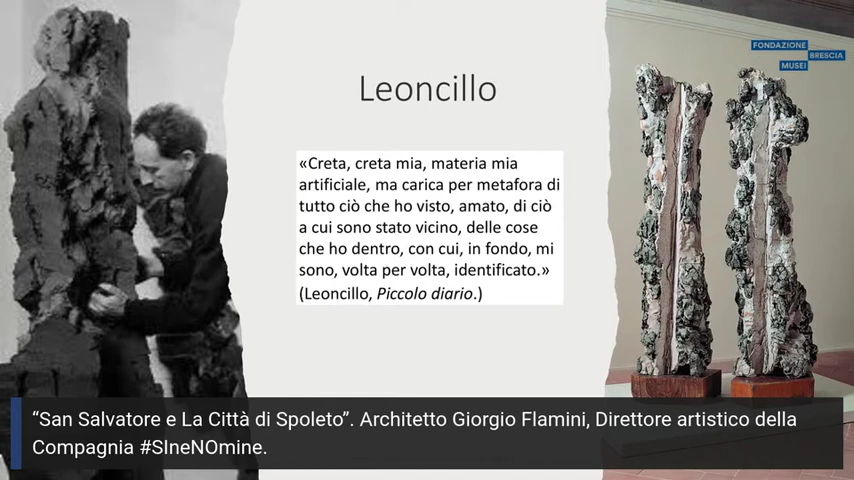 FONDAZIONE
BRESCIA
MUSEI
Leoncillo
«Creta, creta mia, materia mia
artificiale, ma carica per metafora di
tutto ciò che ho visto, amato, di ciò
a cui sono stato vicino, delle cose
che ho dentro, con cui, in fondo, mi
sono, volta per volta, identificato.»
(Leoncillo, Piccolo diario.)
“San Salvatore e La Città di Spoleto”. Architetto Giorgio Flamini, Direttore artistico della
Compagnia #SIneNOmine.